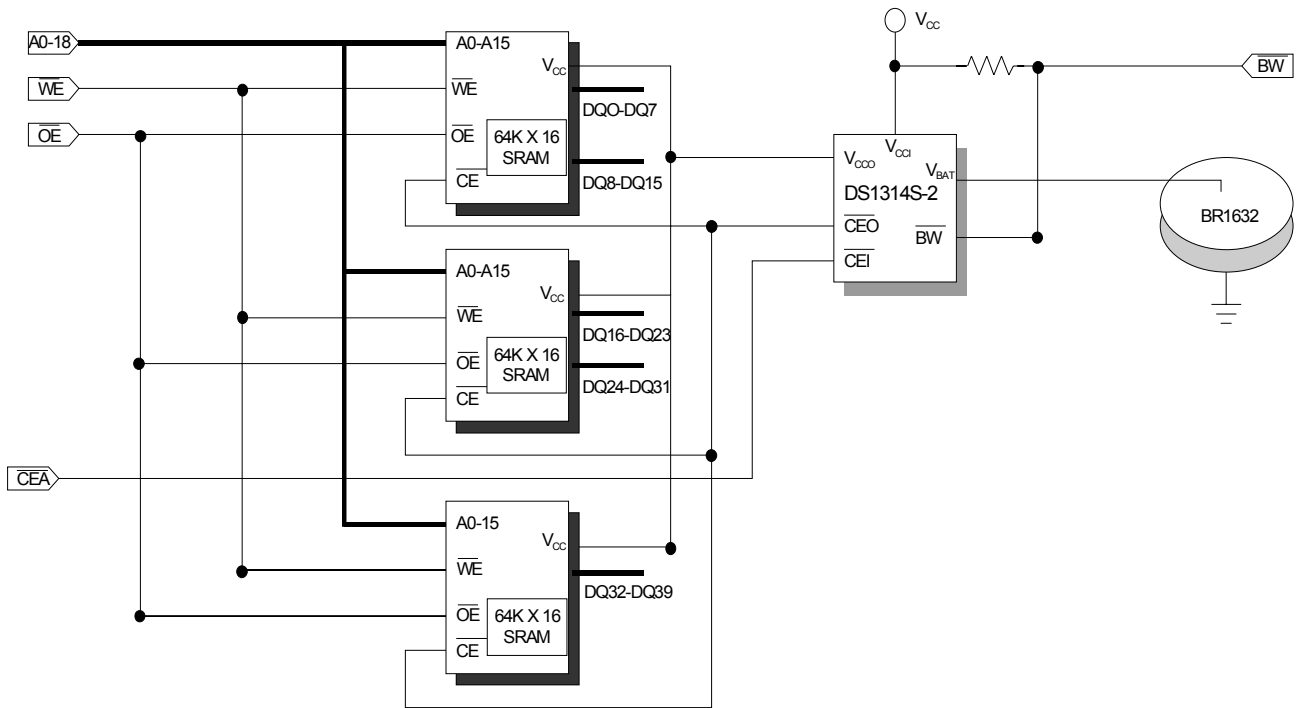 A0-18
WE
OE
CEA
A0-A15
VCC
WE
DQO-DQ7
OE
64K X 16
SRAM
CE
DQ8-DQ15
A0-A15
VCC
WE
DQ16-DQ23
OE
64K X 16
SRAM
CE
DQ24-DQ31
A0-15
VCC
WE
DQ32-DQ39
OE
64K X 16
SRAM
CE
VCC
BW
VCCI
VCCO
VBAT
DS1314S-2
CEO
BW
CEI
BR1632